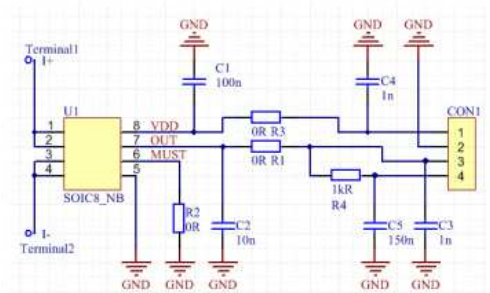 GND
GND
GND
Terminal1
I+
C1
100n
C4
1n
U1
CON1
1
8
VDD
0R R3
1
2
7
OUT
2
3
6
MUST
0R R1
3
4
5
4
SOIC8_NB
1kR
R4
R2
0R
C2
10n
C5
150n
C3
1n
I-
Terminal2
GND
GND
GND
GND
GND